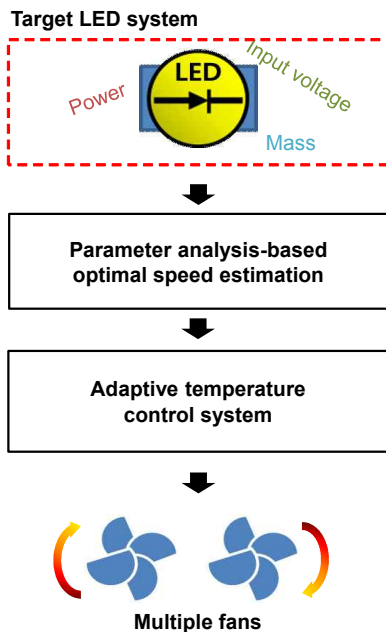 Target LED system
LED
Power
Input voltage
Mass
Parameter analysis-based
optimal speed estimation
Adaptive temperature
control system
Multiple fans